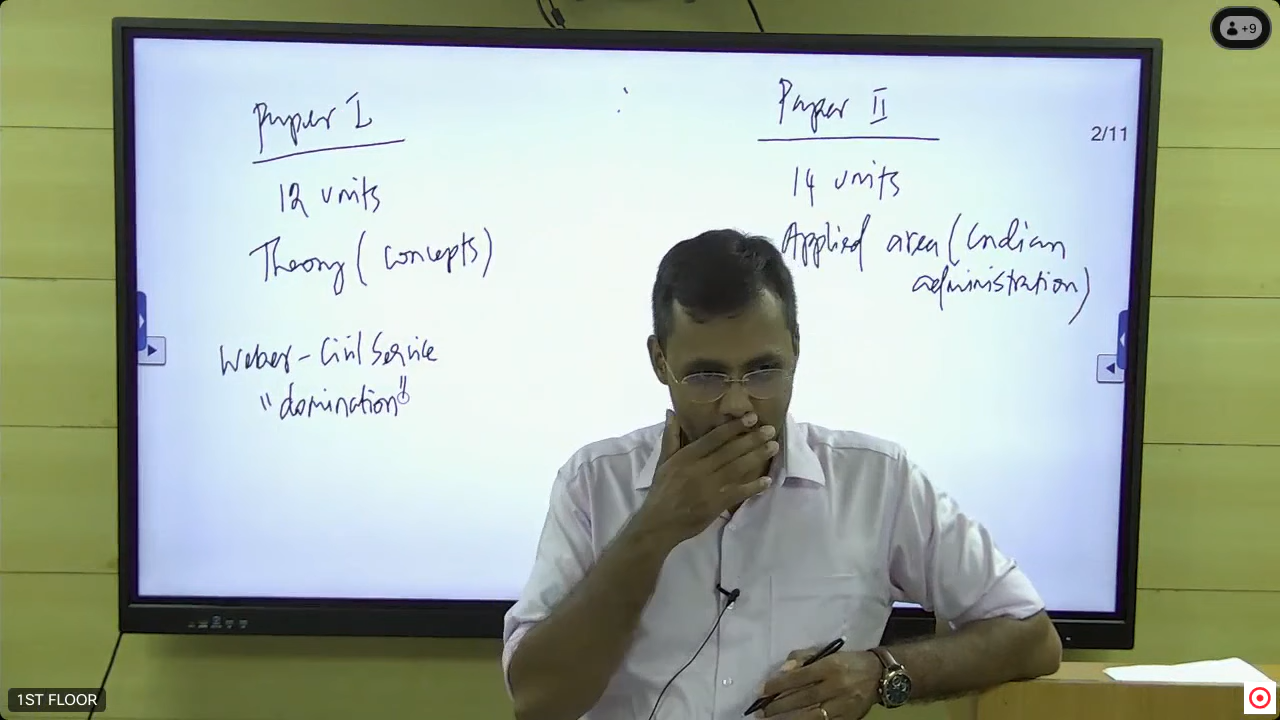 +9
Paper I
12 units
Theory (concepts)
Weber - Civil Service
"domination"
Paper II
2/11
14 units
Applied area (Indian
administration)
1ST FLOOR